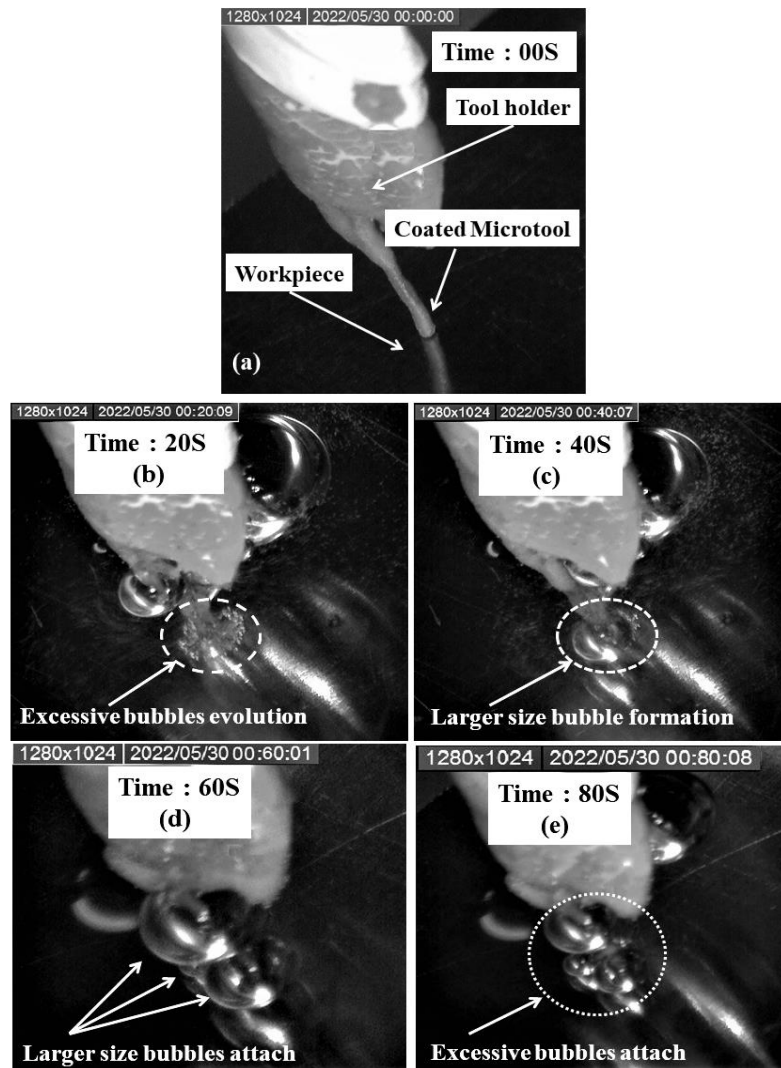 1280x1024 2022/05/30 00:00:00
Time : 00S
Tool holder
Coated Microtool
Workpiece
(a)
1280x1024 2022/05/30 00:20:09
Time : 20S
(b)
Excessive bubbles evolution
1280x1024 2022/05/30 00:40:07
Time : 40S
(c)
Larger size bubble formation
1280x1024 2022/05/30 00:60:01
Time : 60S
(d)
Larger size bubbles attach
1280x1024 2022/05/30 00:80:08
Time : 80S
(e)
Excessive bubbles attach